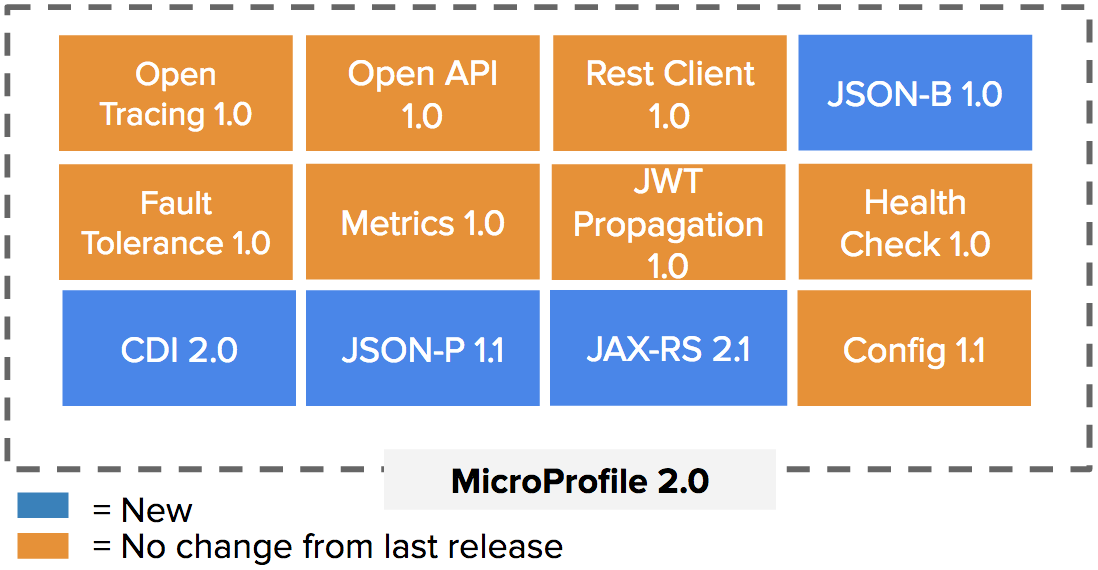 Open
Tracing 1.0
Open API
1.0
Rest Client
1.0
JSON-B 1.0
Fault
Tolerance 1.0
Metrics 1.0
JWT
Propagation
1.0
Health
Check 1.0
CDI 2.0
JSON-P 1.1
JAX-RS 2.1
Config 1.1
MicroProfile 2.0
= New
= No change from last release